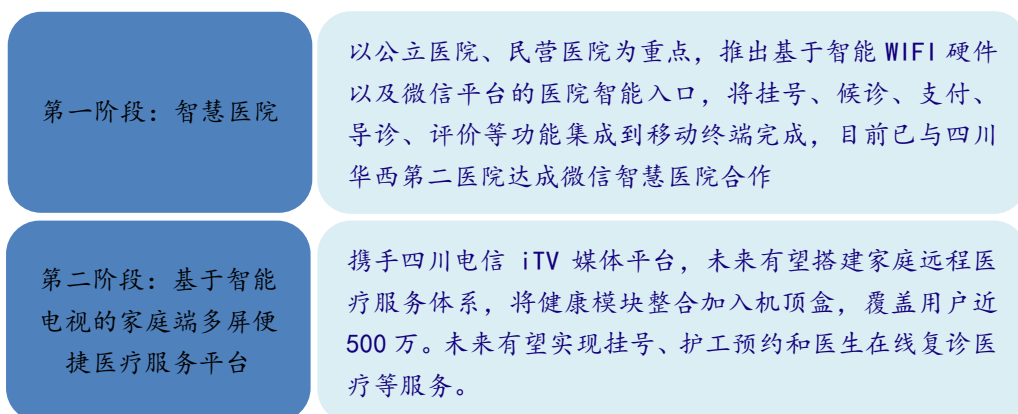 第一阶段：智慧医院
以公立医院、民营医院为重点，推出基于智能 WIFI 硬件
以及微信平台的医院智能入口，将挂号、候诊、支付、
导诊、评价等功能集成到移动终端完成，目前已与四川
华西第二医院达成微信智慧医院合作
第二阶段：基于智能
电视的家庭端多屏便
捷医疗服务平台
携手四川电信 iTV 媒体平台，未来有望搭建家庭远程医
疗服务体系，将健康模块整合加入机顶盒，覆盖用户近
500 万。未来有望实现挂号、护工预约和医生在线复诊医
疗等服务。